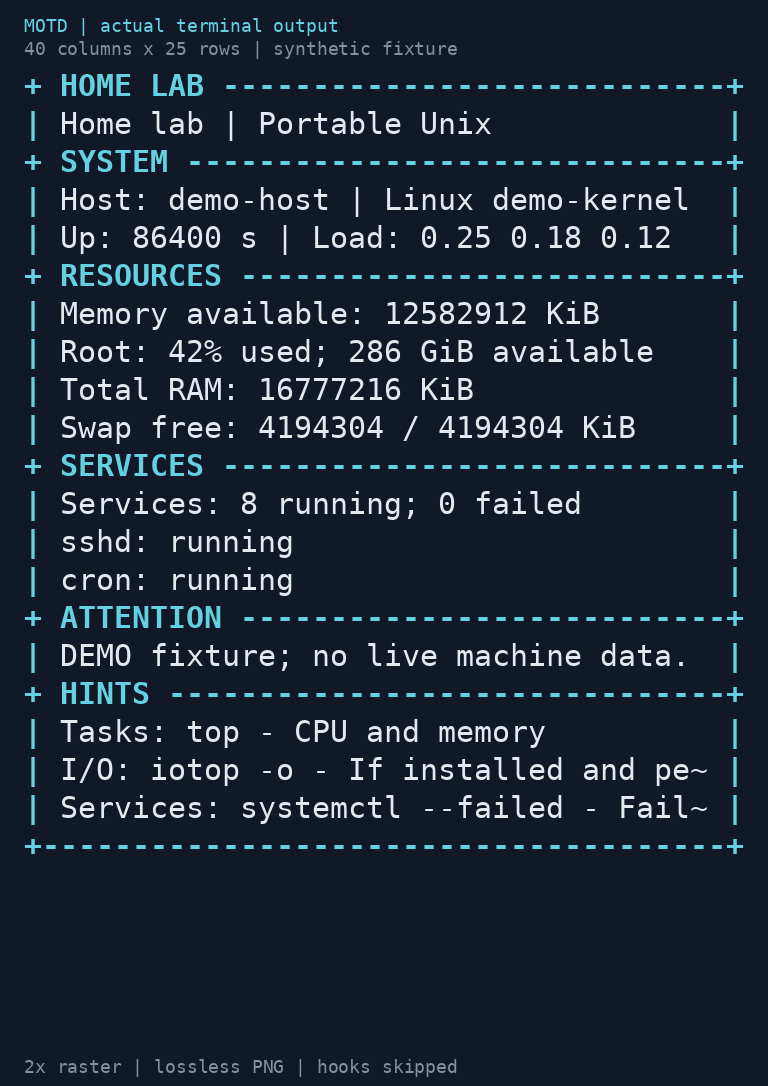 MOTD | actual terminal output
40 columns x 25 rows | synthetic fixture
+ HOME LAB ----------------------------+
| Home lab | Portable Unix             |
+ SYSTEM ------------------------------+
| Host: demo-host | Linux demo-kernel  |
| Up: 86400 s | Load: 0.25 0.18 0.12   |
+ RESOURCES ---------------------------+
| Memory available: 12582912 KiB       |
| Root: 42% used; 286 GiB available    |
| Total RAM: 16777216 KiB              |
| Swap free: 4194304 / 4194304 KiB     |
+ SERVICES ----------------------------+
| Services: 8 running; 0 failed        |
| sshd: running                        |
| cron: running                        |
+ ATTENTION ---------------------------+
| DEMO fixture; no live machine data.  |
+ HINTS -------------------------------+
| Tasks: top - CPU and memory          |
| I/O: iotop -o - If installed and pe~ |
| Services: systemctl --failed - Fail~ |
+--------------------------------------+
2x raster | lossless PNG | hooks skipped